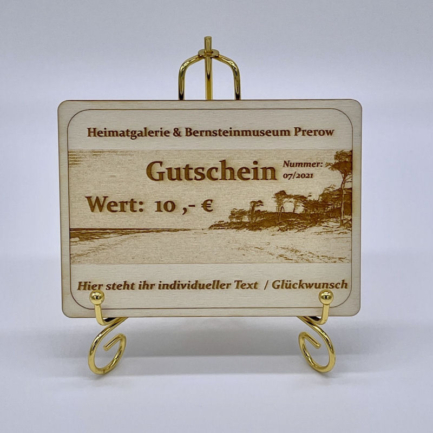 Heimatgalerie & Bernsteinmuseum Prerow
Gutschein
Nummer:
07/2021
Wert: 10 ,- €
Hier steht ihr individueller Text / Glückwunsch